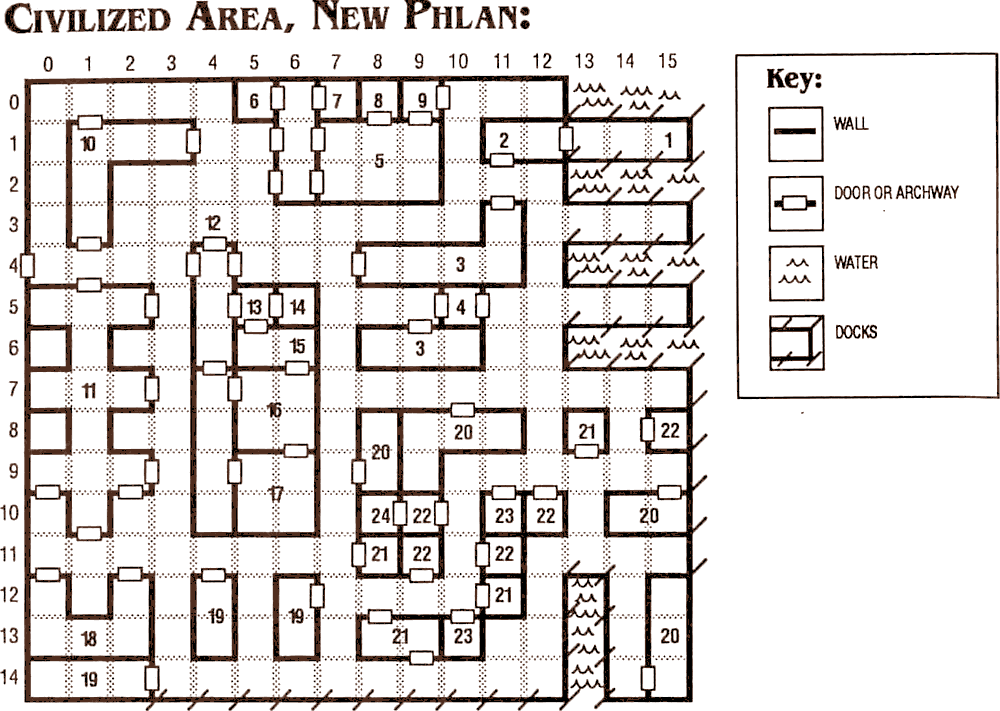 CIVILIZED AREA, NEW PHLAN:
0 1 2 3 4 5 6 7 8 9 10 11 12 13 14 15
Key:
0 6 7 8 9
WALL
1 10 5 2 1
2
DOOR OR ARCHWAY
3 12
4 3
WATER
5 13 14 4
6 15 3
DOCKS
7 11 16
8 20 20 21 22
9 17
10 24 22 23 22 20
11 21 22 22
12 19 19 21
13 18 21 23 20
14 19